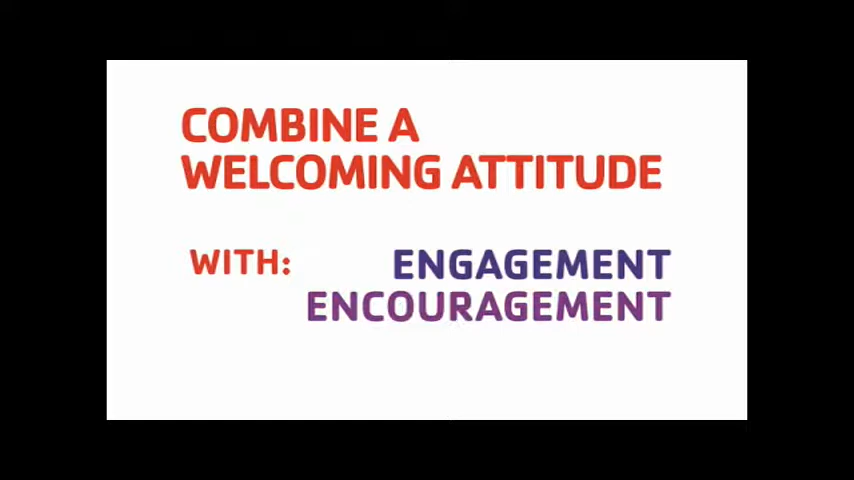 COMBINE A
WELCOMING ATTITUDE
WITH: ENGAGEMENT
ENCOURAGEMENT